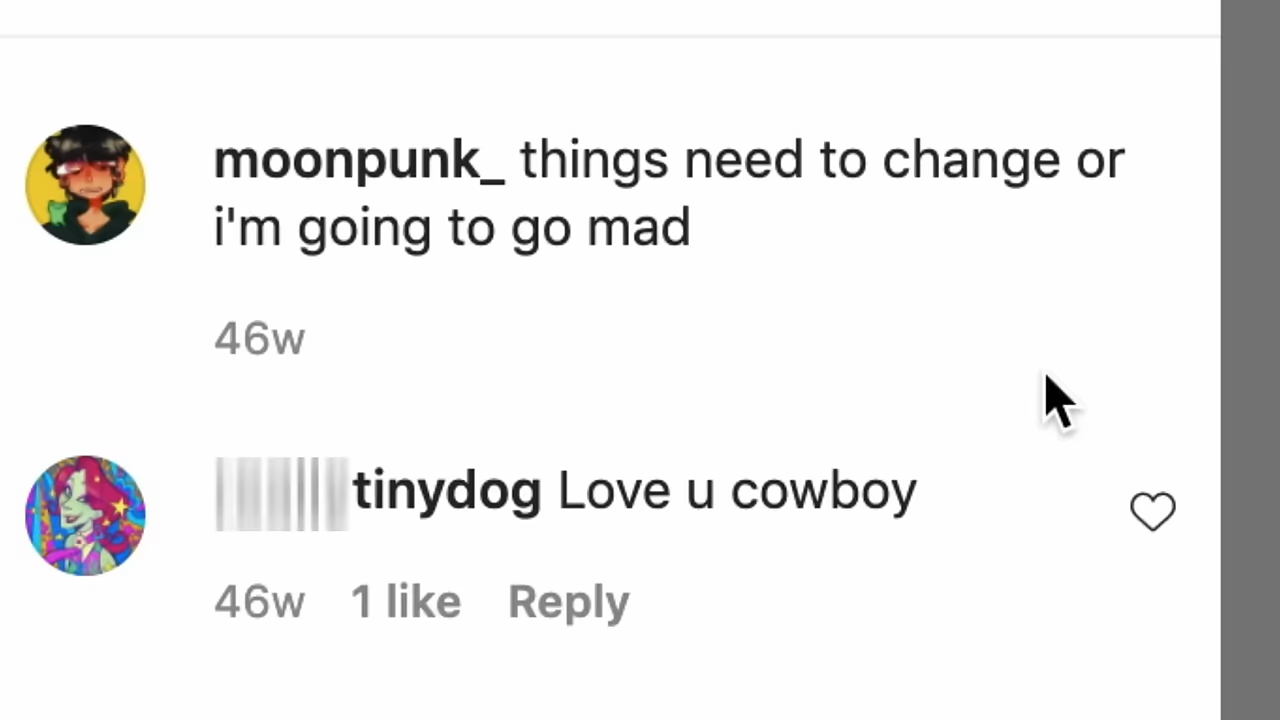 moonpunk_ things need to change or
i'm going to go mad
46w
tinydog Love u cowboy
46w 1 like Reply